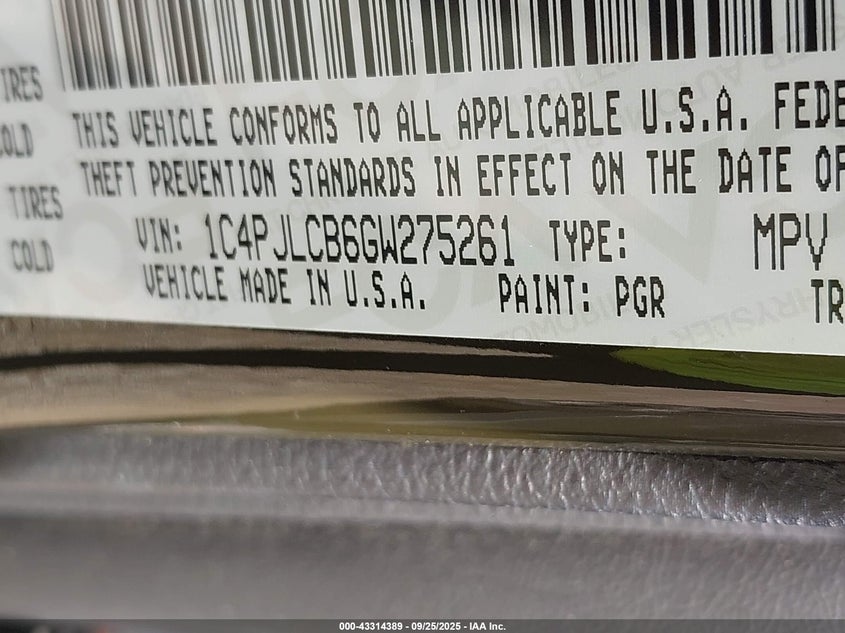 TIRES
COLD
THIS VEHICLE CONFORMS TO ALL APPLICABLE U.S.A. FEDE
THEFT PREVENTION STANDARDS IN EFFECT ON THE DATE OF
TIRES
COLD
VIN: 1C4PJLCB6GW275261 TYPE: MPV
VEHICLE MADE IN U.S.A. PAINT: PGR TR
000-43314389 - 09/25/2025 - IAA Inc.